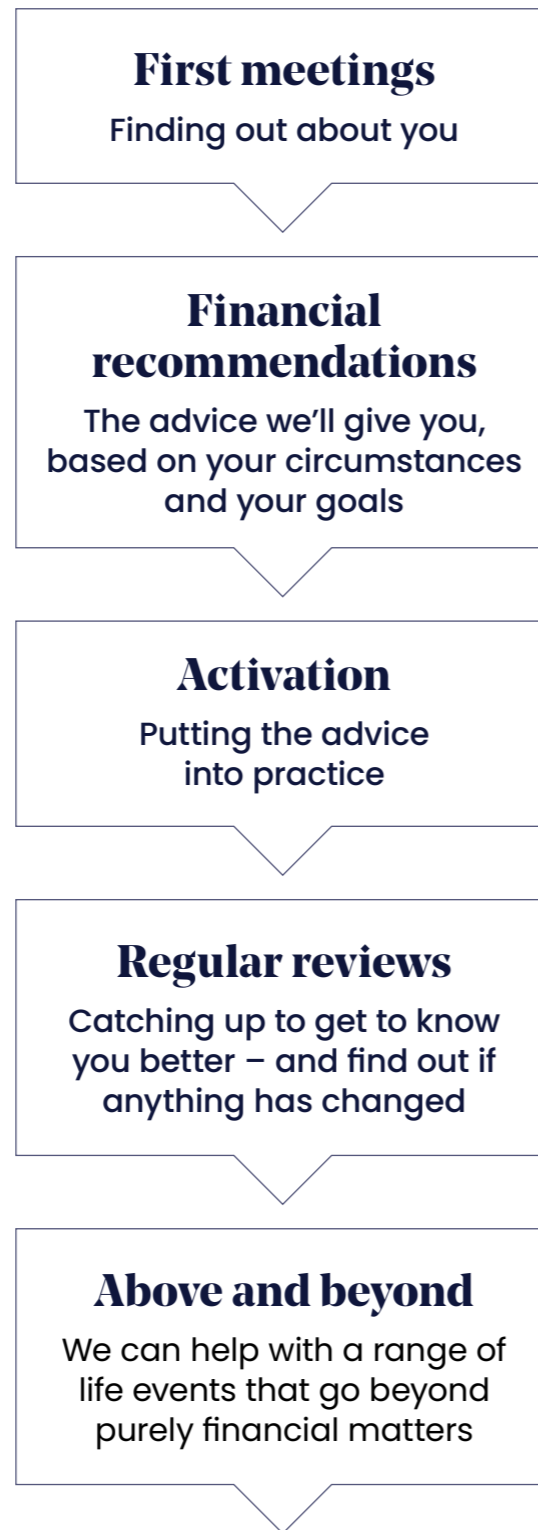 First meetings
Finding out about you
Financial
recommendations
The advice we’ll give you,
based on your circumstances
and your goals
Activation
Putting the advice
into practice
Regular reviews
Catching up to get to know
you better – and find out if
anything has changed
Above and beyond
We can help with a range of
life events that go beyond
purely financial matters